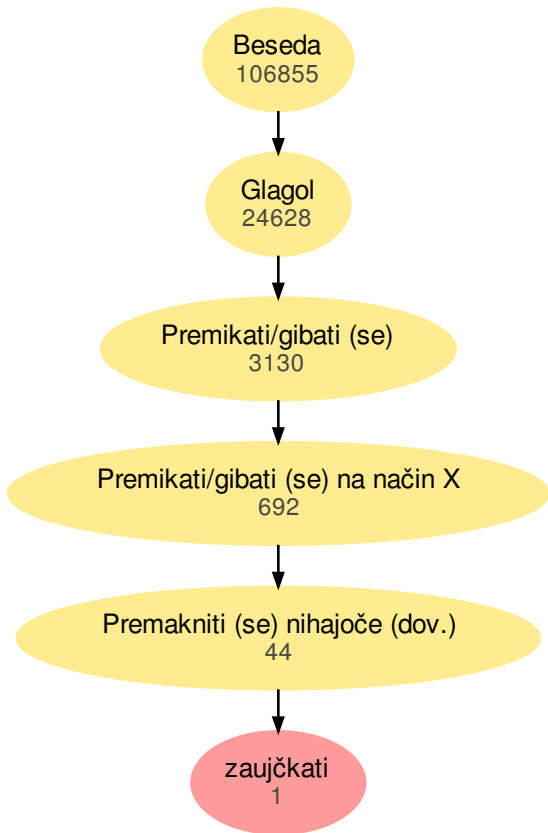 Beseda
106855
Glagol
24628
Premikati/gibati (se)
3130
Premikati/gibati (se) na način X
692
Premakniti (se) nihajoče (dov.)
44
zaujčkati
1